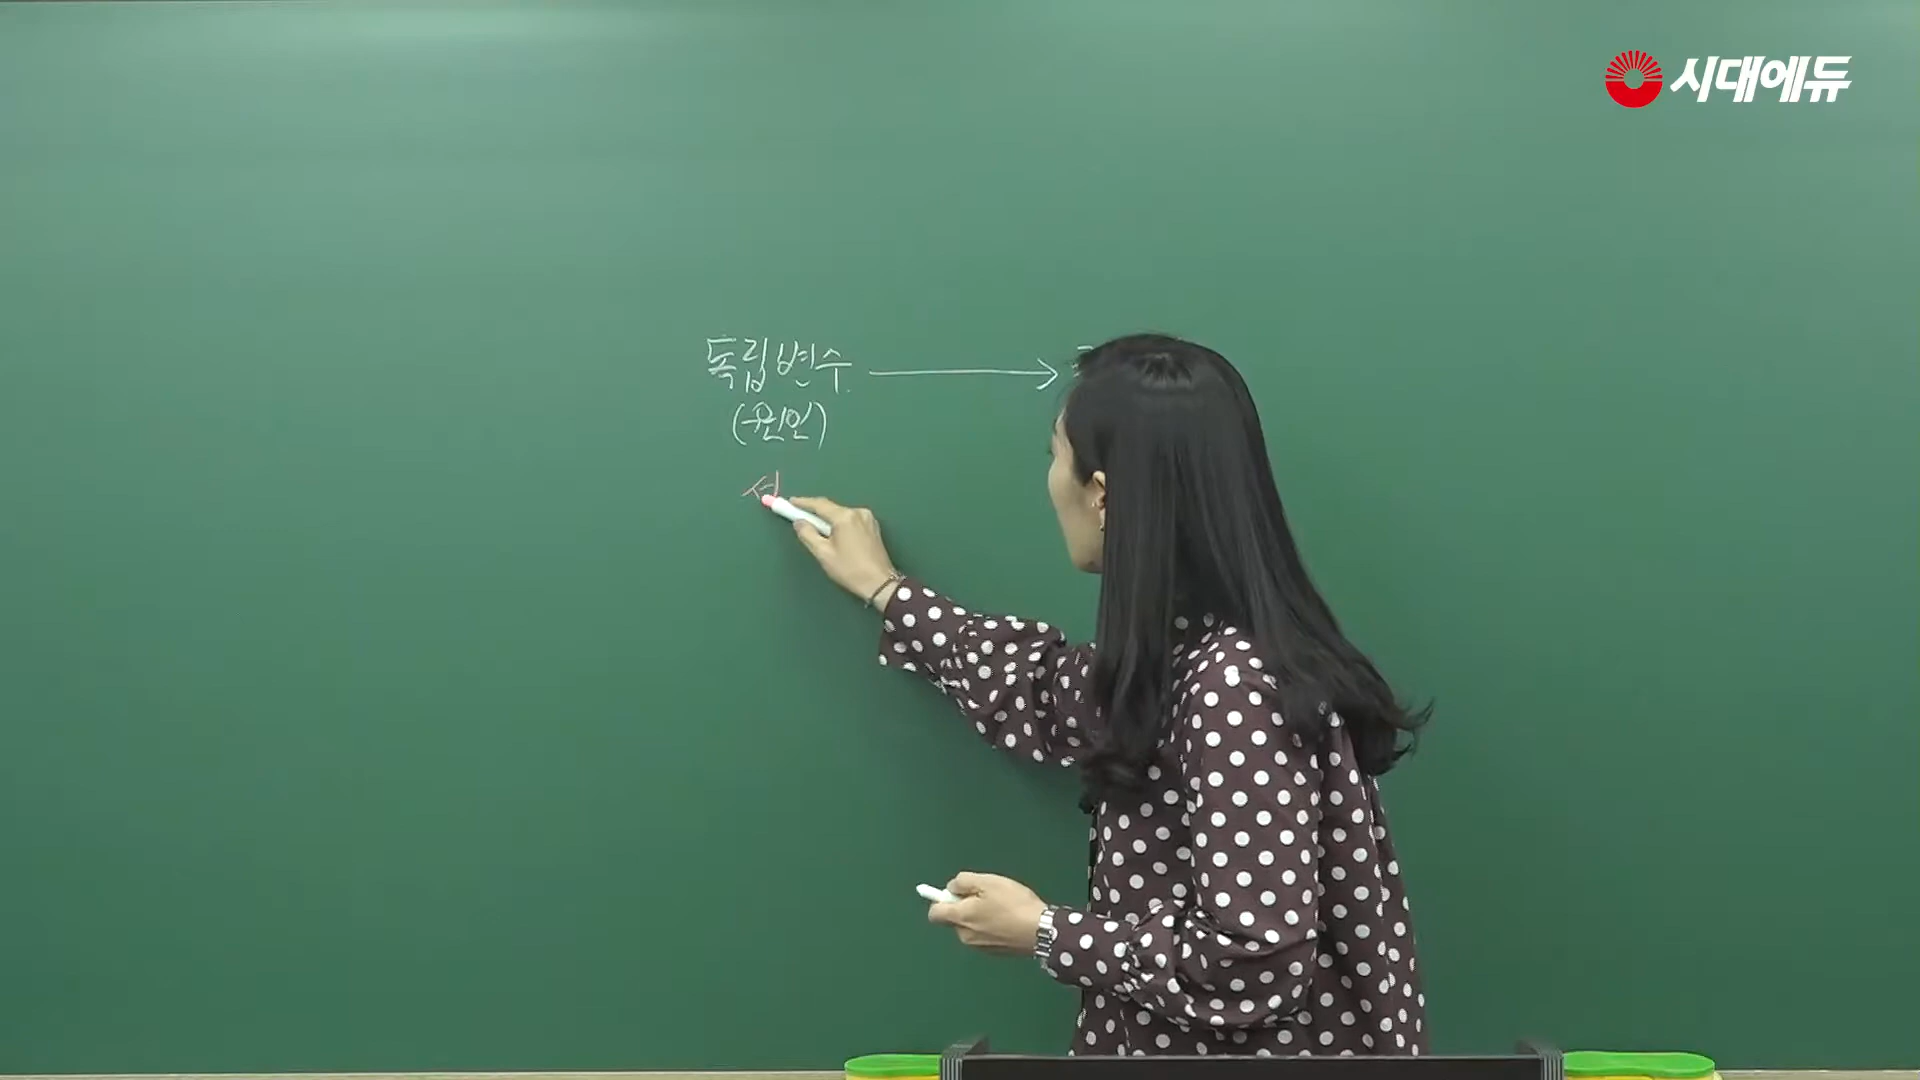 시대에듀
독립변수 →
(원인)